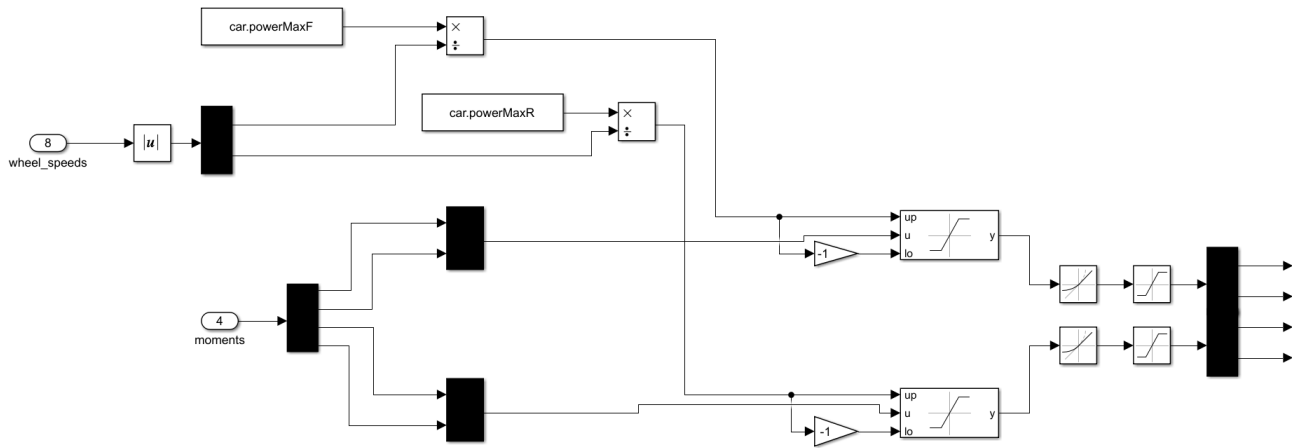 car.powerMaxF
×
÷
car.powerMaxR
×
÷
8
|u|
wheel_speeds
up
u
y
lo
-1
4
moments
up
u
y
lo
-1